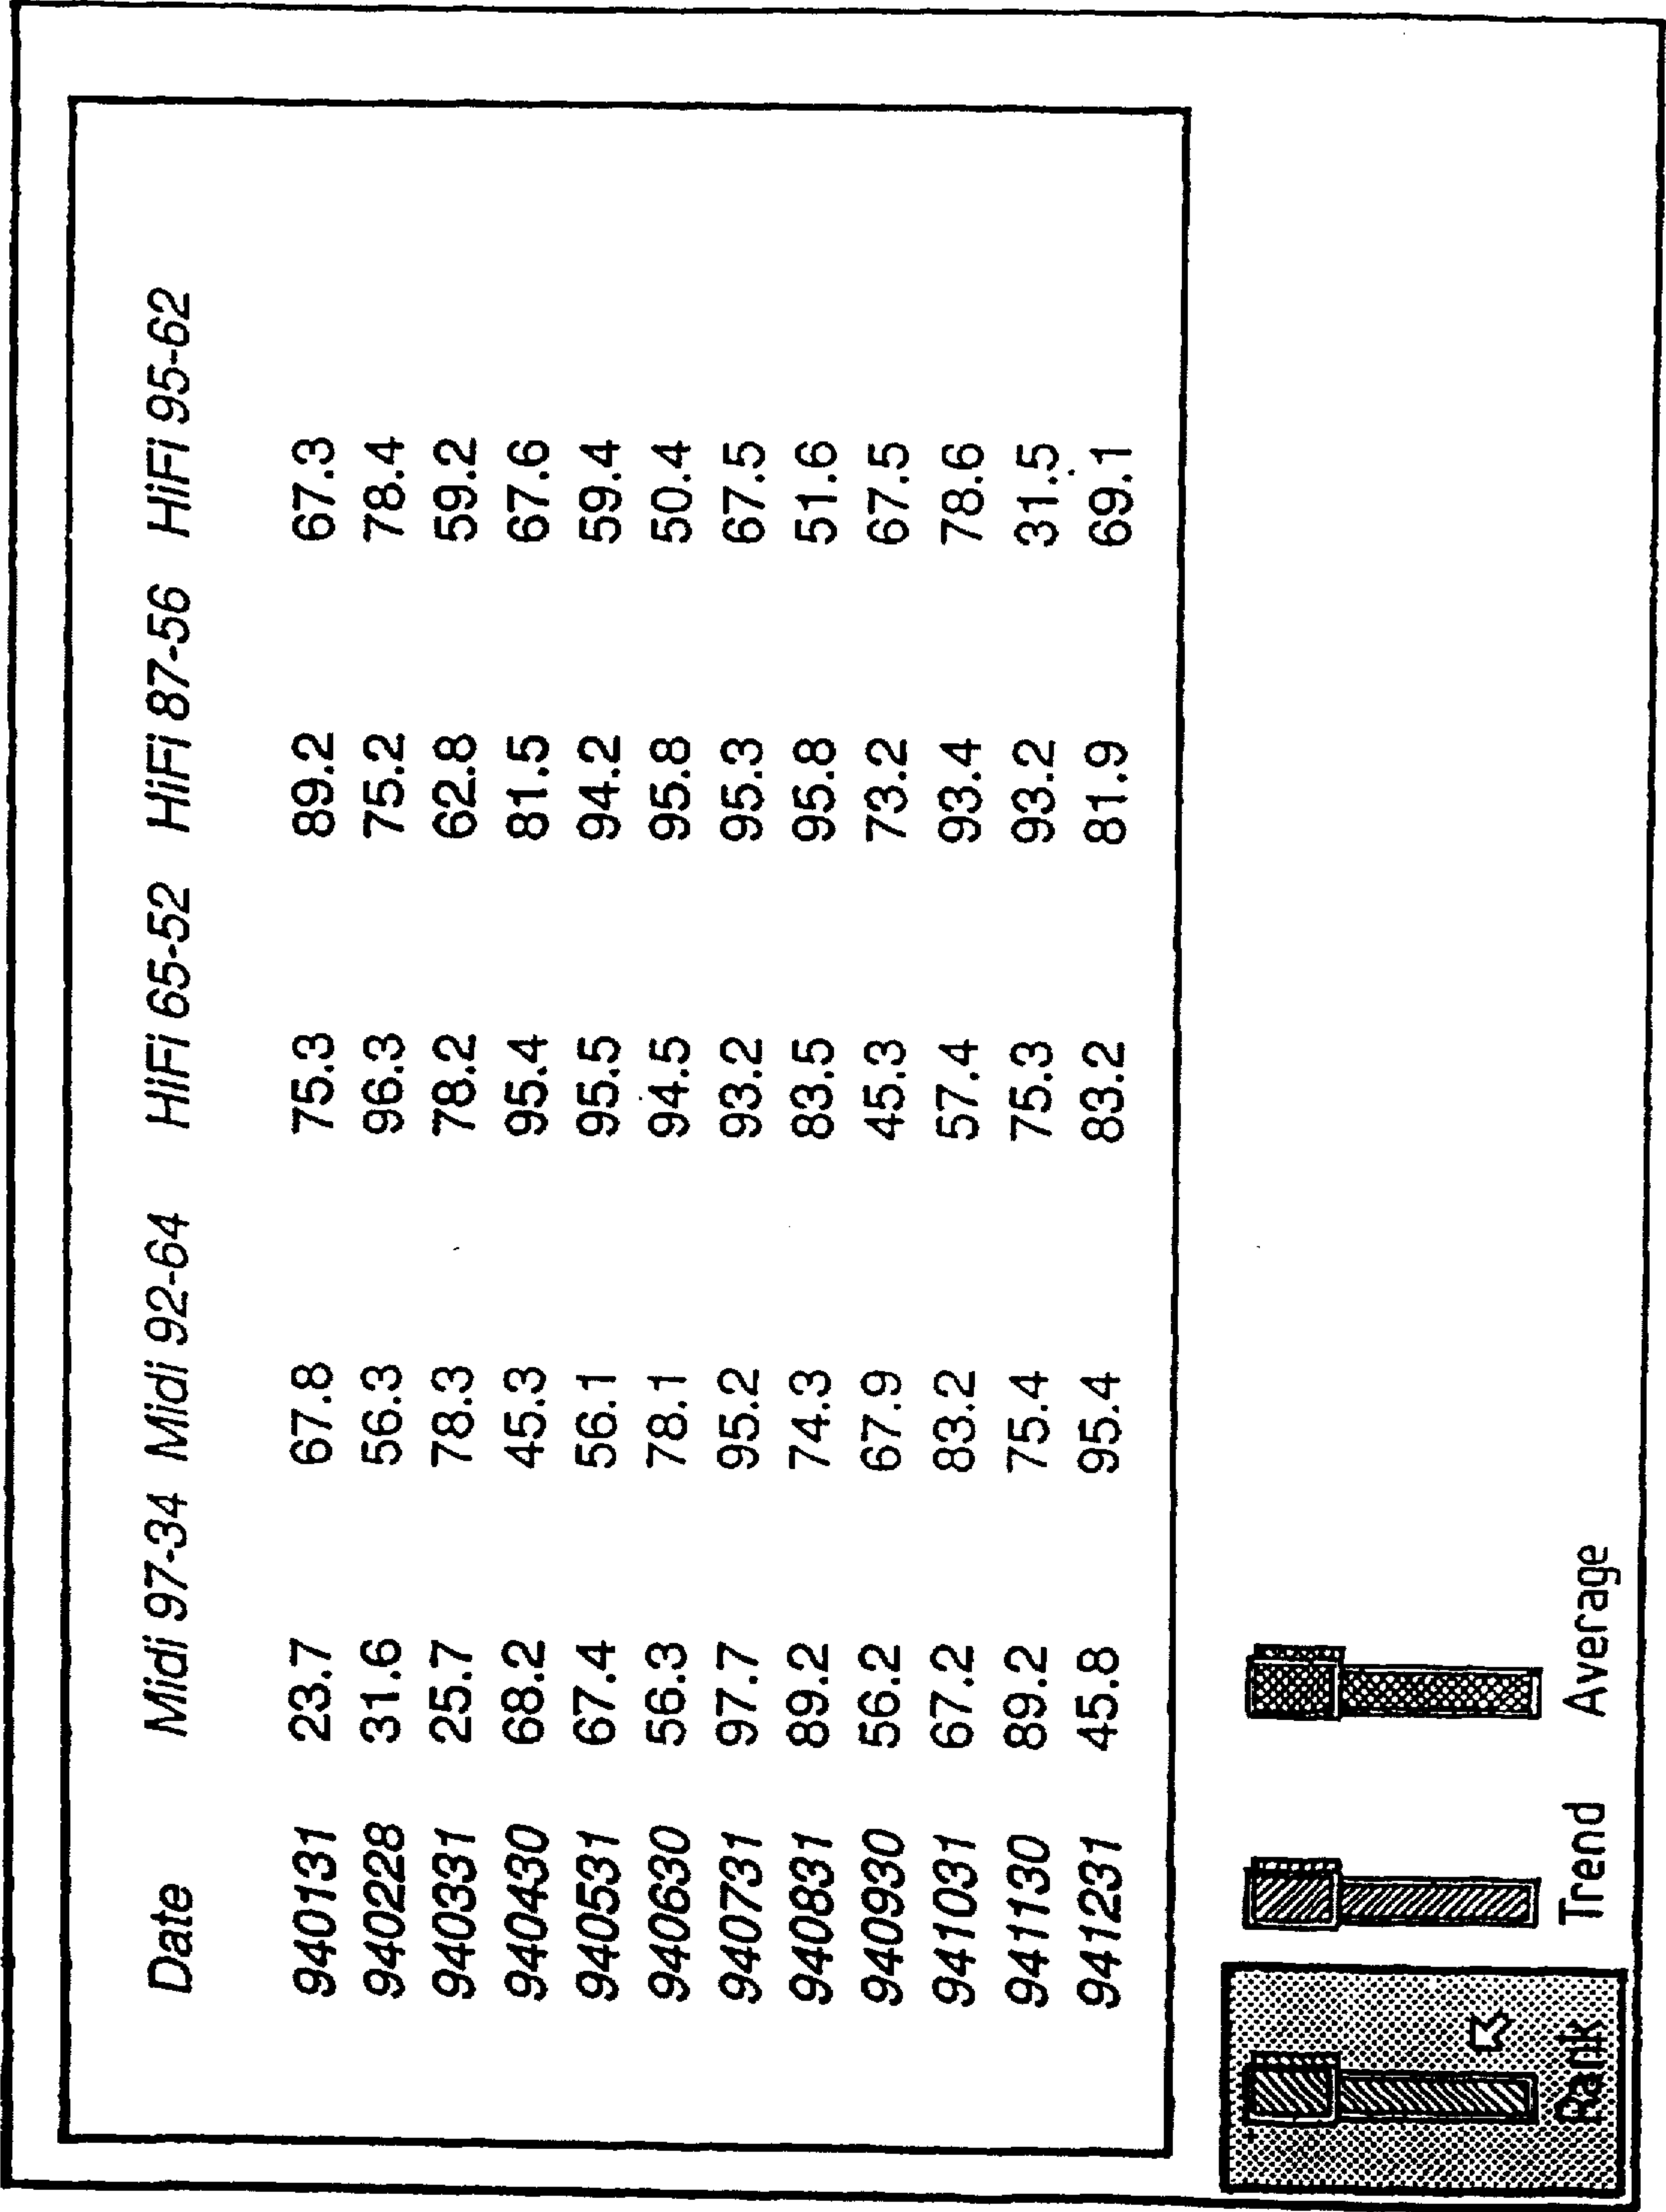 Date Midi 97-34 Midi 92-64 HiFi 65-52 HiFi 87-56 HiFi 95-62
940131 23.7 67.8 75.3 89.2 67.3
940228 31.6 56.3 96.3 75.2 78.4
940331 25.7 78.3 78.2 62.8 59.2
940430 68.2 45.3 95.4 81.5 67.6
940531 67.4 56.1 95.5 94.2 59.4
940630 56.3 78.1 94.5 95.8 50.4
940731 97.7 95.2 93.2 95.3 67.5
940831 89.2 74.3 83.5 95.8 51.6
940930 56.2 67.9 45.3 73.2 67.5
941031 67.2 83.2 57.4 93.4 78.6
941130 89.2 75.4 75.3 93.2 31.5
941231 45.8 95.4 83.2 81.9 69.1
Rank Trend Average